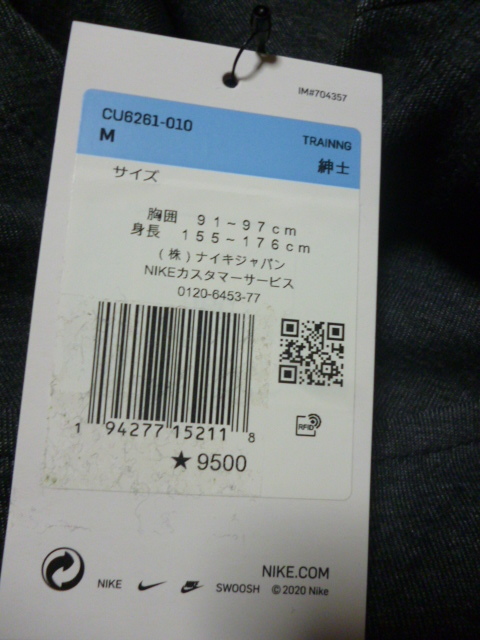 IM#704357
CU6261-010
M
TRAINNG
紳士
サイズ
胸囲 91~97cm
身長 155~176cm
(株)ナイキジャパン
NIKEカスタマーサービス
0120-6453-77
1 94277 15211 8
RFID
★9500
NIKE.COM
NIKE SWOOSH © 2020 Nike